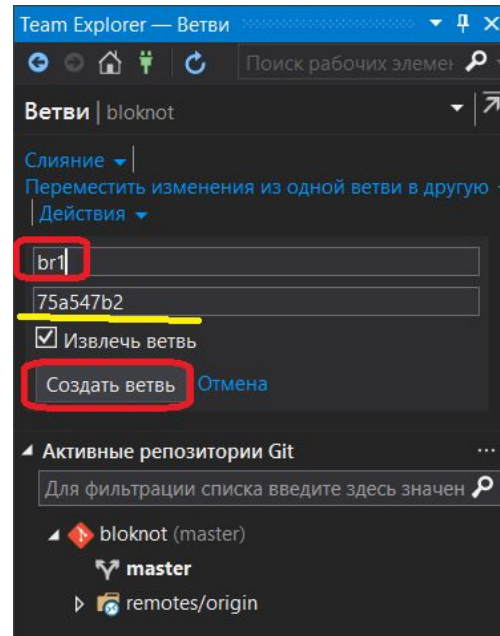 Team Explorer — Ветви
Поиск рабочих элемен
Ветви | bloknot
Слияние
Переместить изменения из одной ветви в другую
Действия
br1
75a547b2
Извлечь ветвь
Создать ветвь Отмена
Активные репозитории Git
Для фильтрации списка введите здесь значен
bloknot (master)
master
remotes/origin